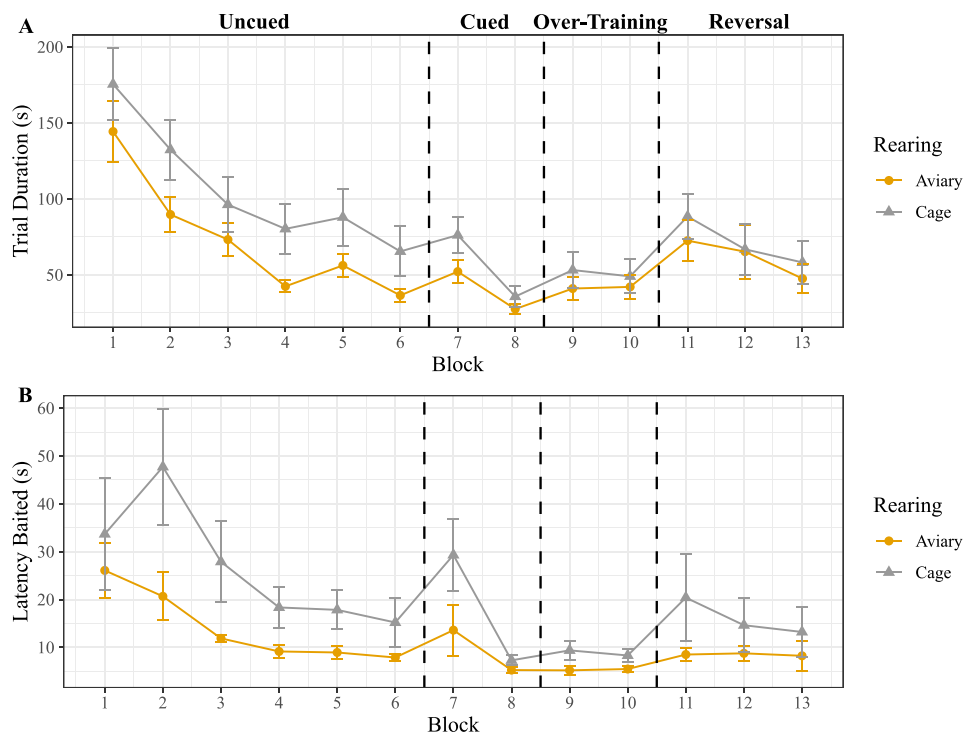 A
Uncued Cued Over-Training Reversal
Trial Duration (s)
200
150
100
50
1 2 3 4 5 6 7 8 9 10 11 12 13
Block
Rearing
Aviary
Cage
B
Latency Baited (s)
60
50
40
30
20
10
1 2 3 4 5 6 7 8 9 10 11 12 13
Block
Rearing
Aviary
Cage